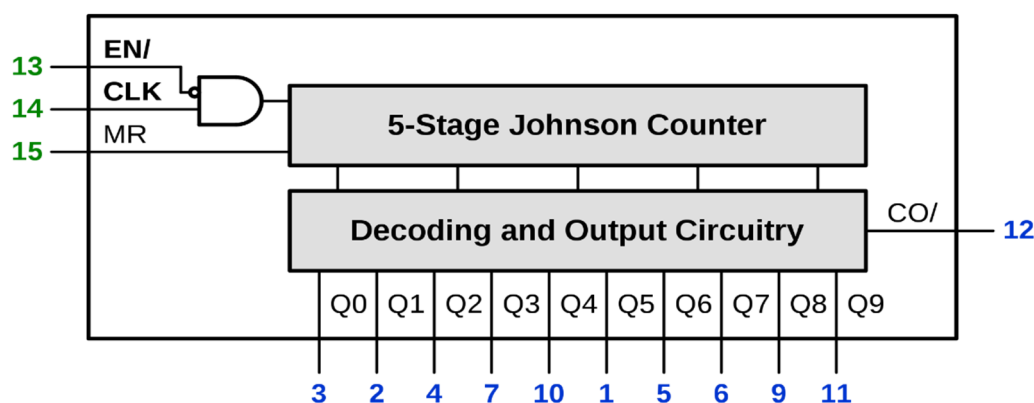 EN/
13
CLK
14
MR
15
5-Stage Johnson Counter
Decoding and Output Circuitry
CO/
12
Q0 Q1 Q2 Q3 Q4 Q5 Q6 Q7 Q8 Q9
3 2 4 7 10 1 5 6 9 11